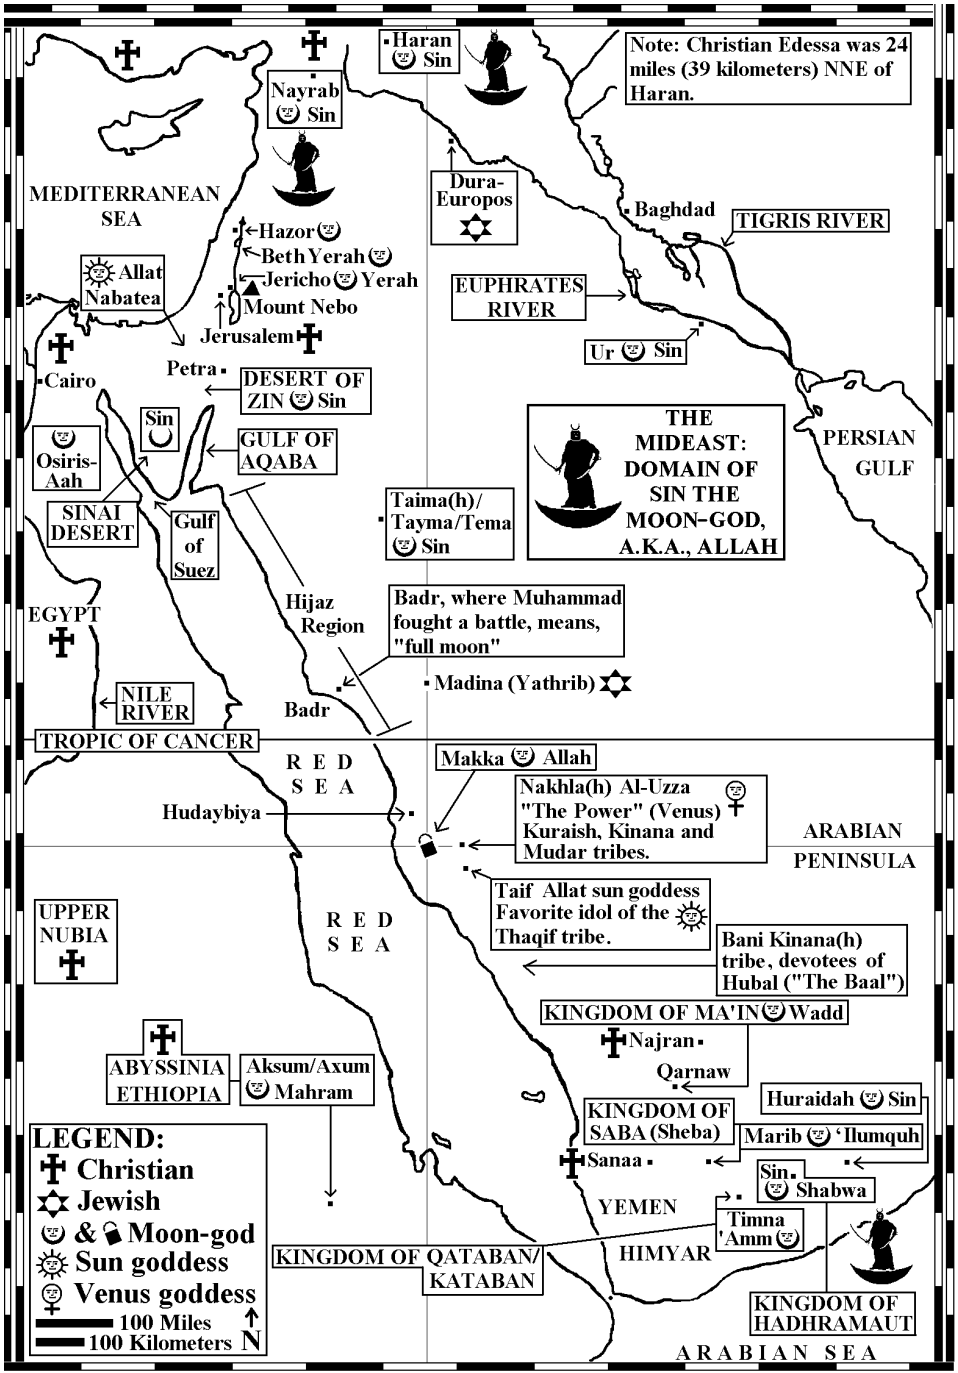 Haran
Sin
Note: Christian Edessa was 24
miles (39 kilometers) NNE of
Haran.
Nayrab
Sin
MEDITERRANEAN
SEA
Dura-
Europos
Baghdad
TIGRIS RIVER
Hazor
Beth Yerah
Jericho Yerah
Mount Nebo
Allat
Nabatea
EUPHRATES
RIVER
Jerusalem
Ur Sin
Cairo
Petra
DESERT OF
ZIN Sin
Sin
Osiris-
Aah
GULF OF
AQABA
THE
MIDEAST:
DOMAIN OF
SIN THE
MOON-GOD,
A.K.A., ALLAH
PERSIAN
GULF
SINAI
DESERT
Gulf
of
Suez
Taima(h)/
Tayma/Tema
Sin
Hijaz
Region
Badr, where Muhammad
fought a battle, means,
"full moon"
EGYPT
Madina (Yathrib)
NILE
RIVER
Badr
TROPIC OF CANCER
RED
SEA
Makka Allah
Hudaybiya
Nakhla(h) Al-Uzza
"The Power" (Venus)
Kuraish, Kinana and
Mudar tribes.
ARABIAN
PENINSULA
Taif Allat sun goddess
Favorite idol of the
Thaqif tribe.
UPPER
NUBIA
RED
SEA
Bani Kinana(h)
tribe, devotees of
Hubal ("The Baal")
KINGDOM OF MA'IN Wadd
Najran
Qarnaw
ABYSSINIA
ETHIOPIA
Aksum/Axum
Mahram
Huraidah Sin
KINGDOM OF
SABA (Sheba)
Marib 'Ilumquh
Sanaa
Sin
Shabwa
YEMEN
Timna
'Amm
HIMYAR
KINGDOM OF QATABAN/
KATABAN
KINGDOM OF
HADHRAMAUT
ARABIAN SEA
LEGEND:
Christian
Jewish
& Moon-god
Sun goddess
Venus goddess
100 Miles
100 Kilometers N